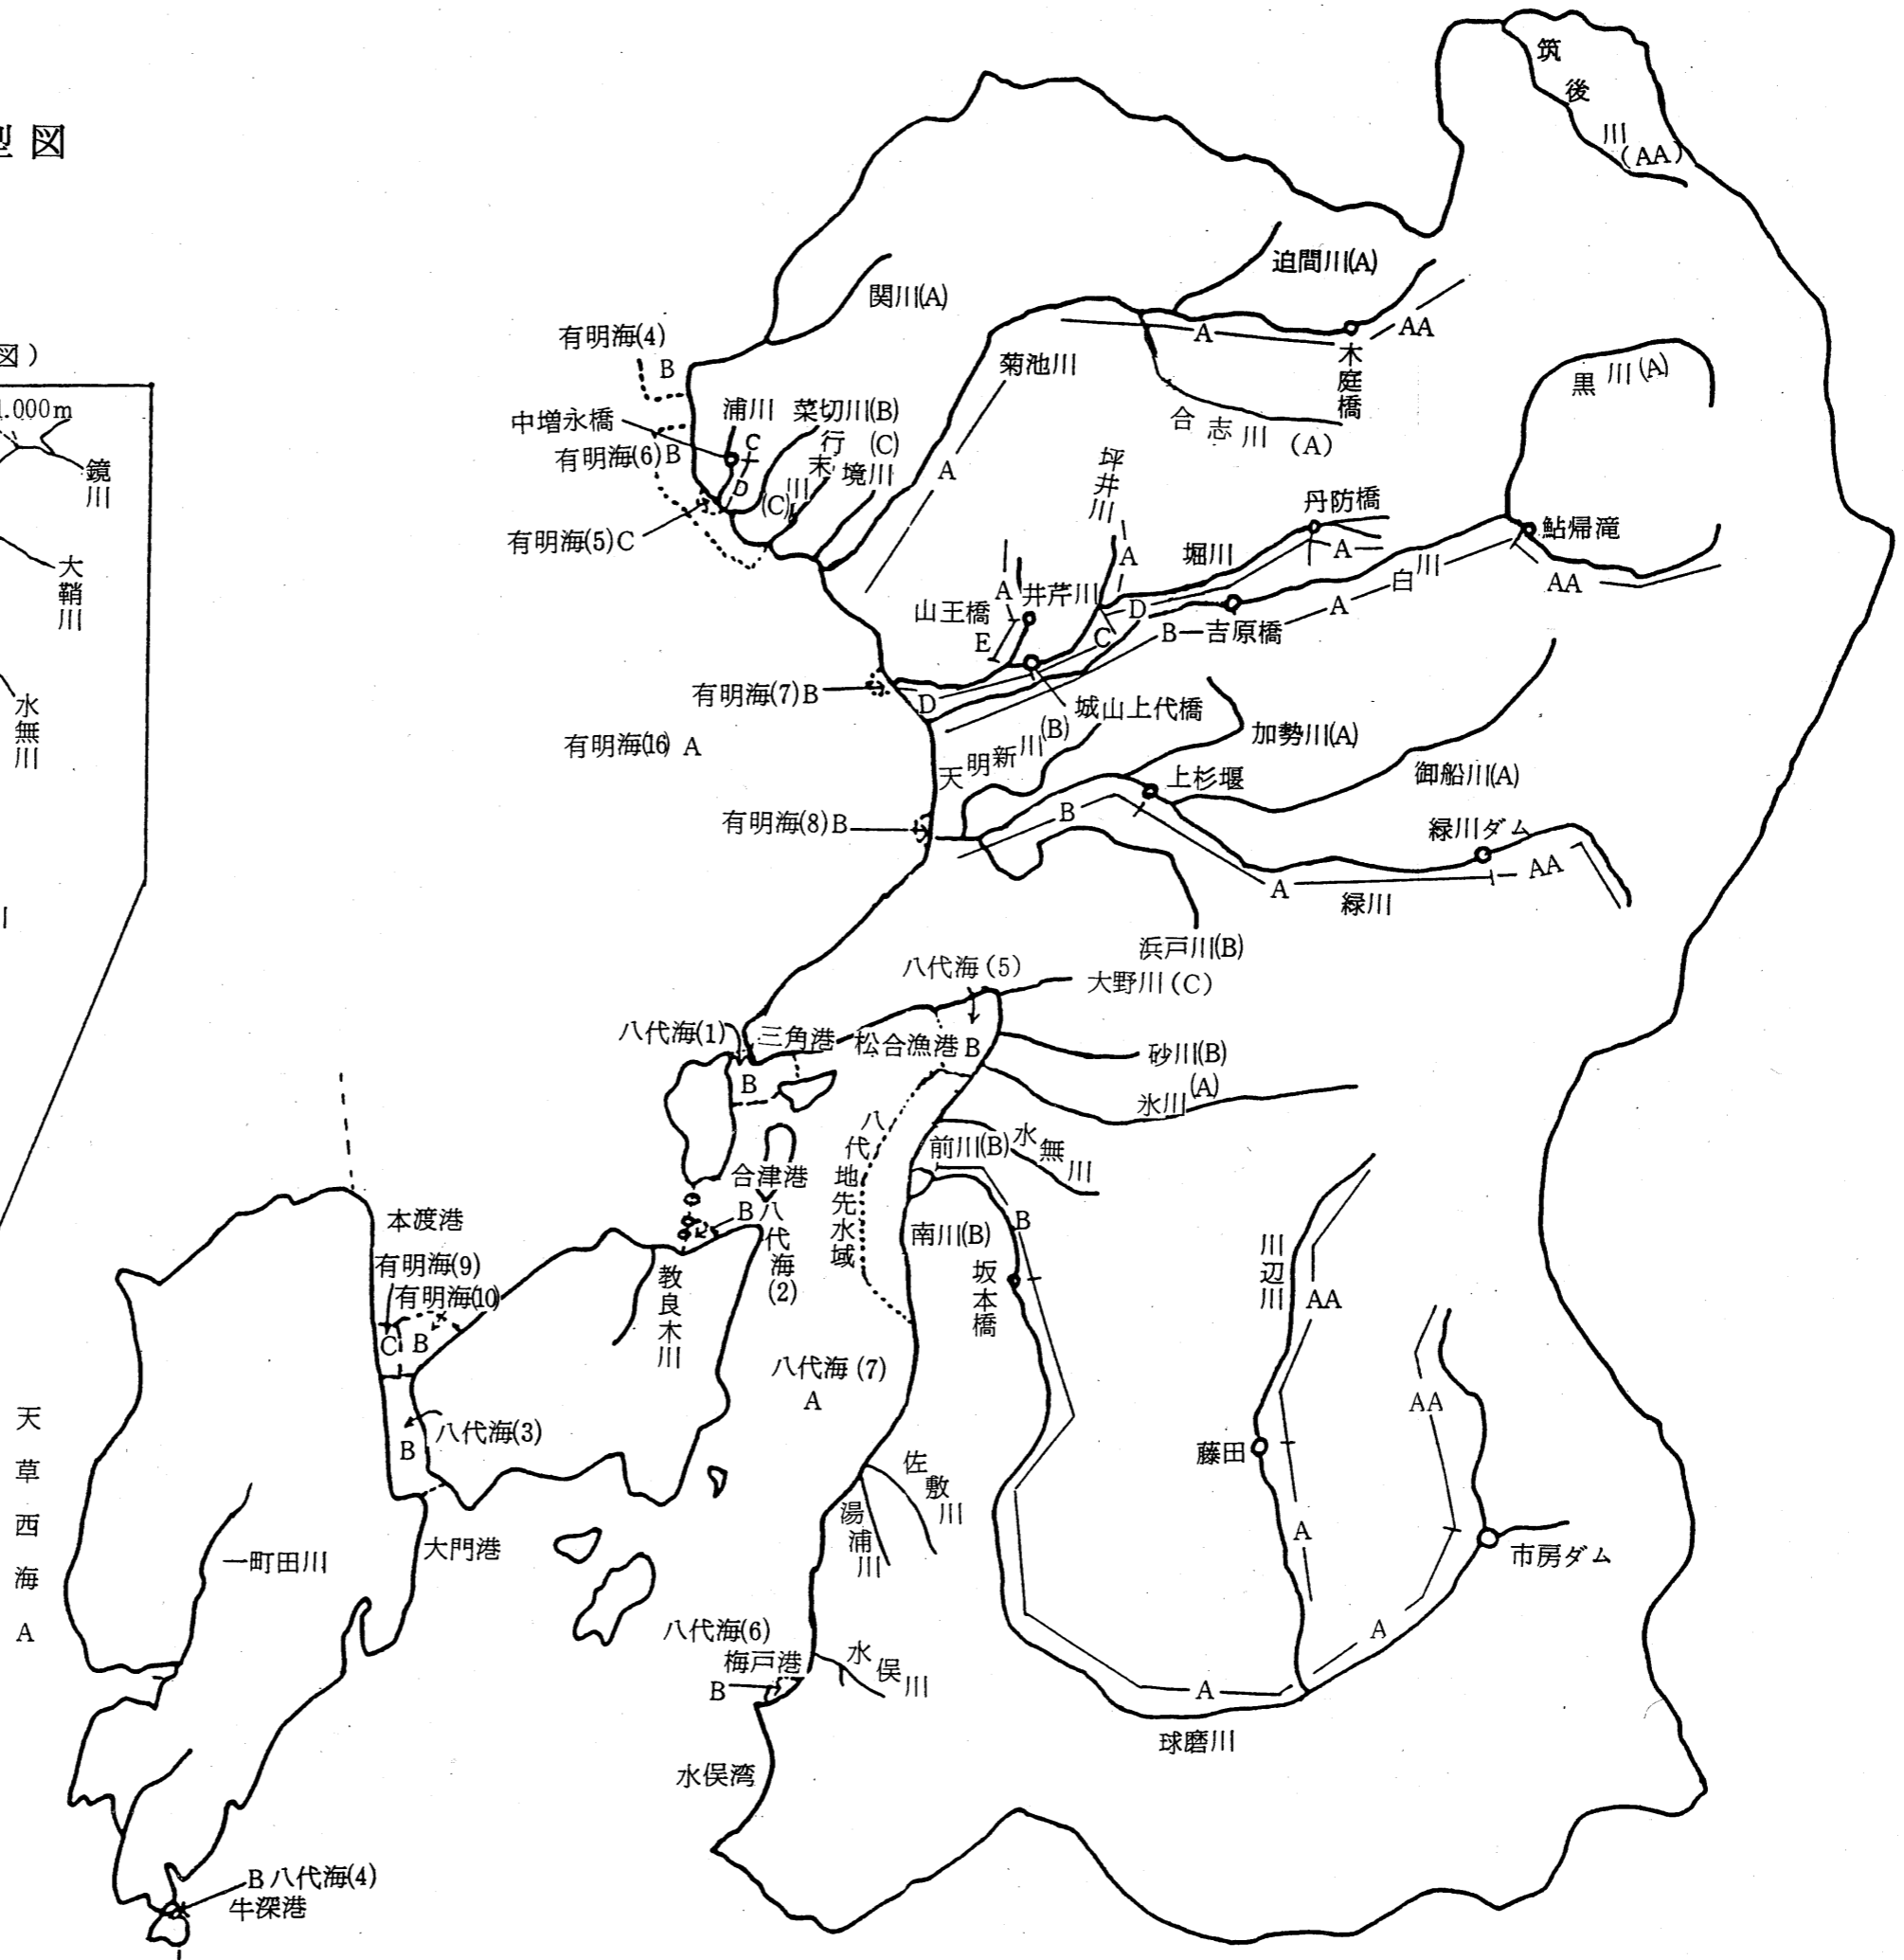 型図
図）
1.000m
鏡川
大鞘川
水無川
川
筑後川(AA)
迫間川(A)
関川(A)
有明海(4)
B
A
AA
木庭橋
菊池川
黒川(A)
中増永橋
浦川
菜切川(B)
合志川(A)
行末川
(C)
(C)
境川
有明海(6)B
C
D
A
坪井川
丹防橋
有明海(5)C
堀川
A
A
鮎帰滝
白川
AA
A
井芹川
山王橋
E
D
C
B
吉原橋
A
有明海(7)B
D
城山上代橋
有明海(16) A
天明新川(B)
加勢川(A)
上杉堰
御船川(A)
有明海(8)B
B
緑川ダム
AA
A
緑川
浜戸川(B)
八代海(5)
大野川(C)
八代海(1)
三角港
松合漁港
B
砂川(B)
B
氷川(A)
八代地先水域
前川(B)
水無川
合津港
B
八代海(2)
本渡港
南川(B)
B
川辺川
有明海(9)
有明海(10)
教良木川
坂本橋
AA
C
B
八代海(7)
A
AA
天草西海A
八代海(3)
B
藤田
佐敷川
湯浦川
A
大門港
一町田川
市房ダム
八代海(6)
梅戸港
B
水俣川
A
A
球磨川
水俣湾
B
八代海(4)
牛深港